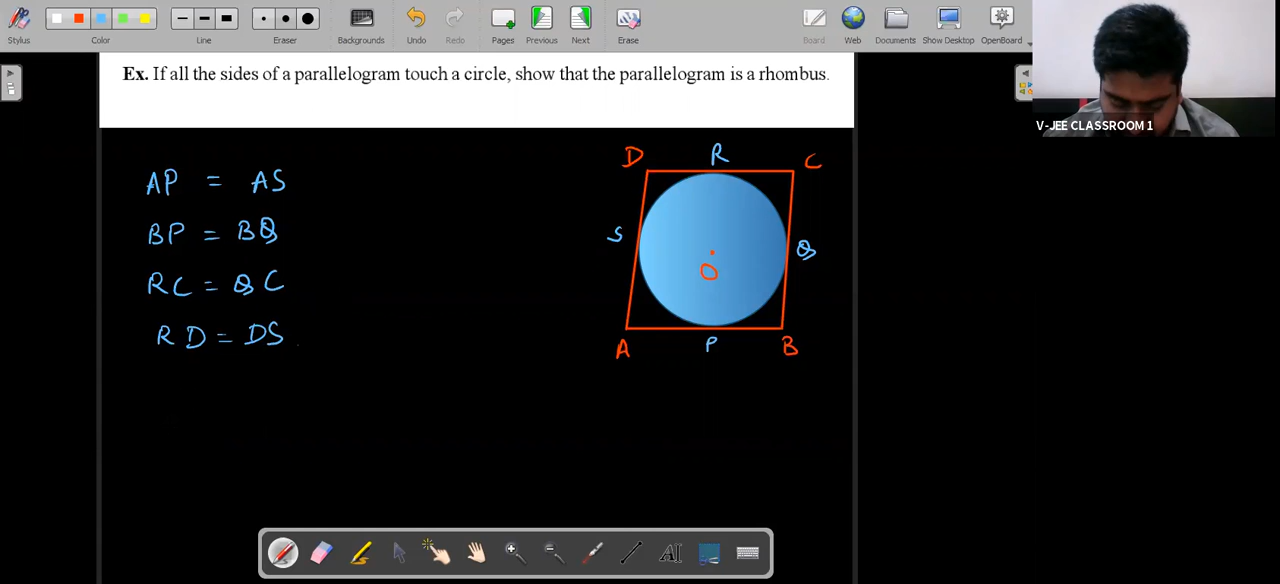 Stylus Color Line Eraser Backgrounds Undo Redo Pages Previous Next Erase Board Web Documents Show Desktop OpenBoard
Ex. If all the sides of a parallelogram touch a circle, show that the parallelogram is a rhombus.
V-JEE CLASSROOM 1
D R C
AP = AS
BP = BQ
S Q
O
RC = QC
RD = DS
A P B
AI